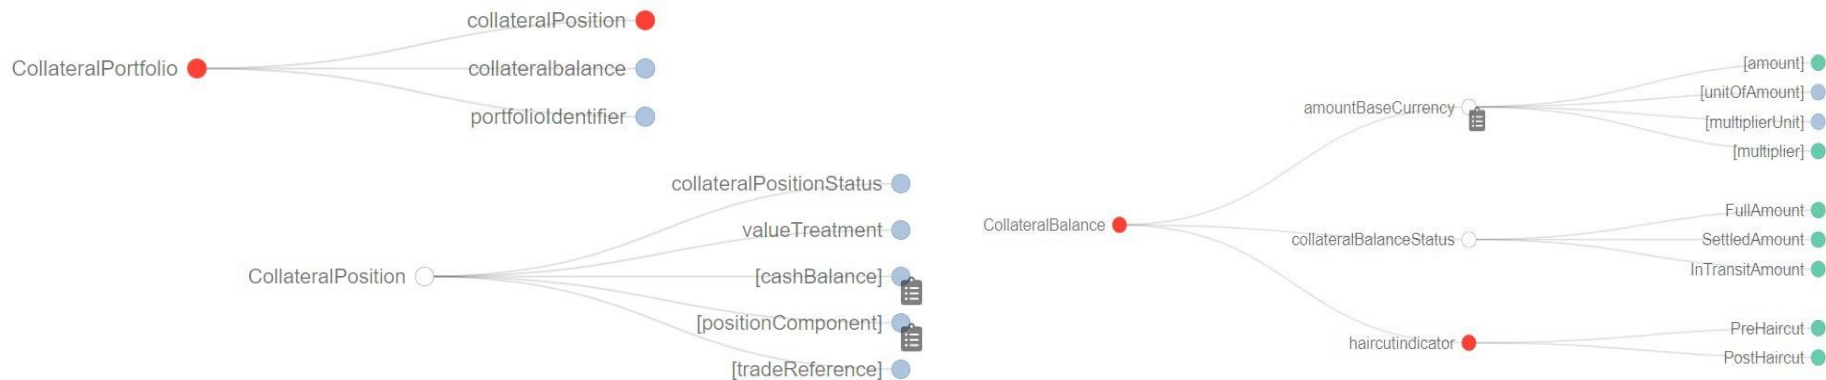 CollateralPortfolio
collateralPosition
collateralbalance
portfolioIdentifier
CollateralPosition
collateralPositionStatus
valueTreatment
[cashBalance]
[positionComponent]
[tradeReference]
CollateralBalance
amountBaseCurrency
[amount]
[unitOfAmount]
[multiplierUnit]
[multiplier]
collateralBalanceStatus
FullAmount
SettledAmount
InTransitAmount
haircutindicator
PreHaircut
PostHaircut